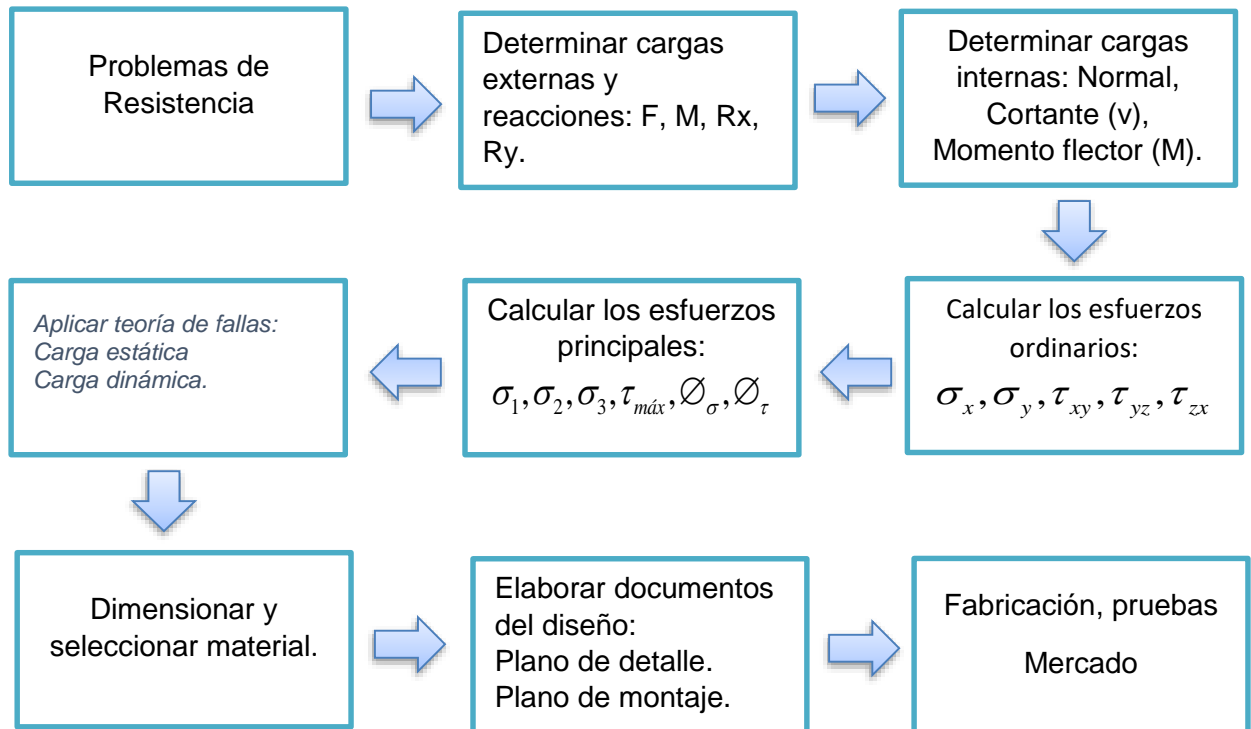 Problemas de
Resistencia
Determinar cargas
externas y
reacciones: F, M, Rx,
Ry.
Determinar cargas
internas: Normal,
Cortante (v),
Momento flector (M).
Calcular los esfuerzos
ordinarios:
σx, σy, τxy, τyz, τzx
Calcular los esfuerzos
principales:
σ1, σ2, σ3, τmáx, ∅σ, ∅τ
Aplicar teoría de fallas:
Carga estática
Carga dinámica.
Dimensionar y
seleccionar material.
Elaborar documentos
del diseño:
Plano de detalle.
Plano de montaje.
Fabricación, pruebas
Mercado